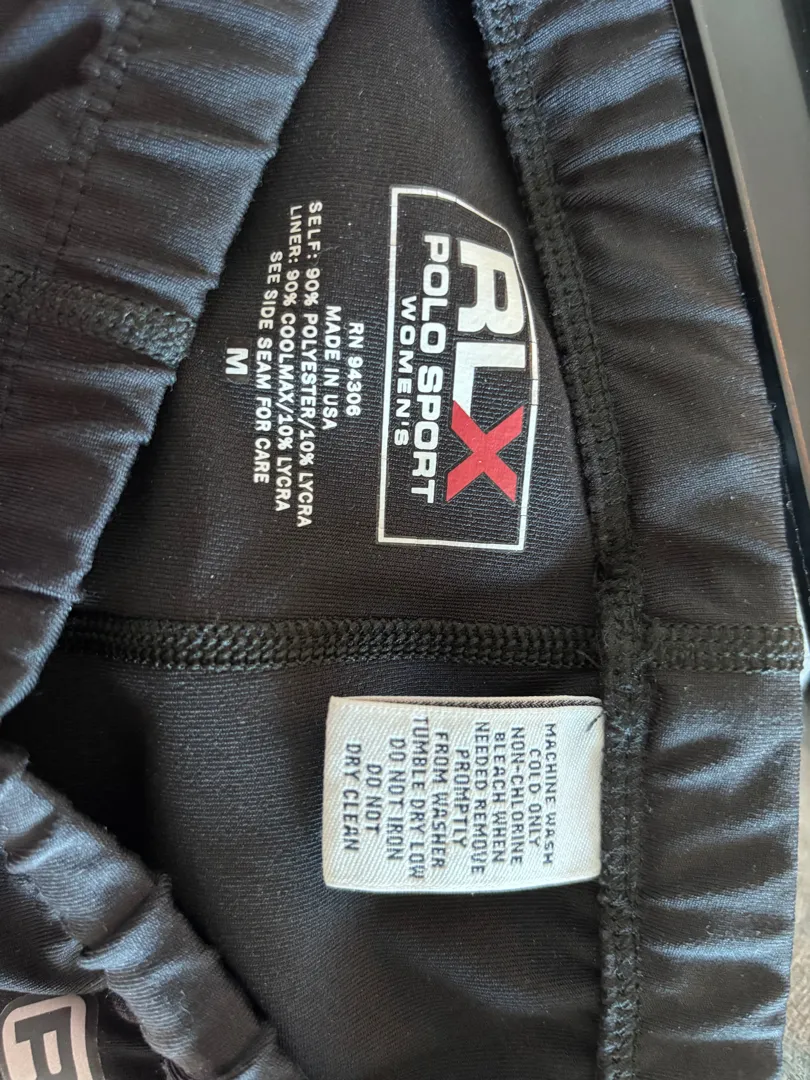 RLX
POLO SPORT
WOMEN'S
RN 94306
MADE IN USA
SELF: 90% POLYESTER/10% LYCRA
LINER: 90% COOLMAX/10% LYCRA
SEE SIDE SEAM FOR CARE
M
MACHINE WASH
COLD ONLY
NON-CHLORINE
BLEACH WHEN
NEEDED REMOVE
PROMPTLY
FROM WASHER
TUMBLE DRY LOW
DO NOT IRON
DO NOT
DRY CLEAN